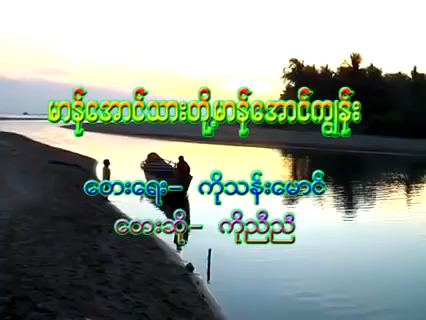 မာန်အောင်သားတို့မာန်အောင်ကျွန်း
တေးရေး- ကိုသန်းမောင်
တေးဆို- ကိုညီညီ